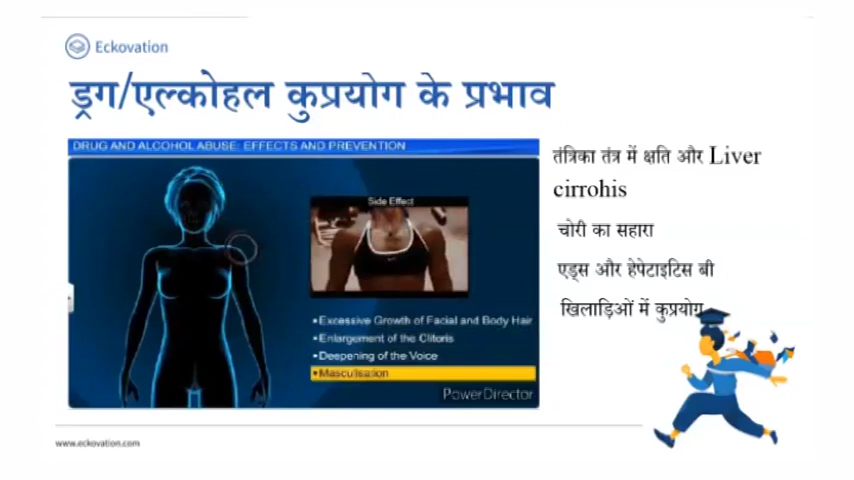 Eckovation
ड्रग/एल्कोहल कुप्रयोग के प्रभाव
DRUG AND ALCOHOL ABUSE: EFFECTS AND PREVENTION
Side Effect
•Excessive Growth of Facial and Body Hair
•Enlargement of the Clitoris
•Deepening of the Voice
•Masculisation
PowerDirector
तंत्रिका तंत्र में क्षति और Liver
cirrohis
चोरी का सहारा
एड्स और हेपेटाइटिस बी
खिलाड़िओं में कुप्रयोग
www.eckovation.com